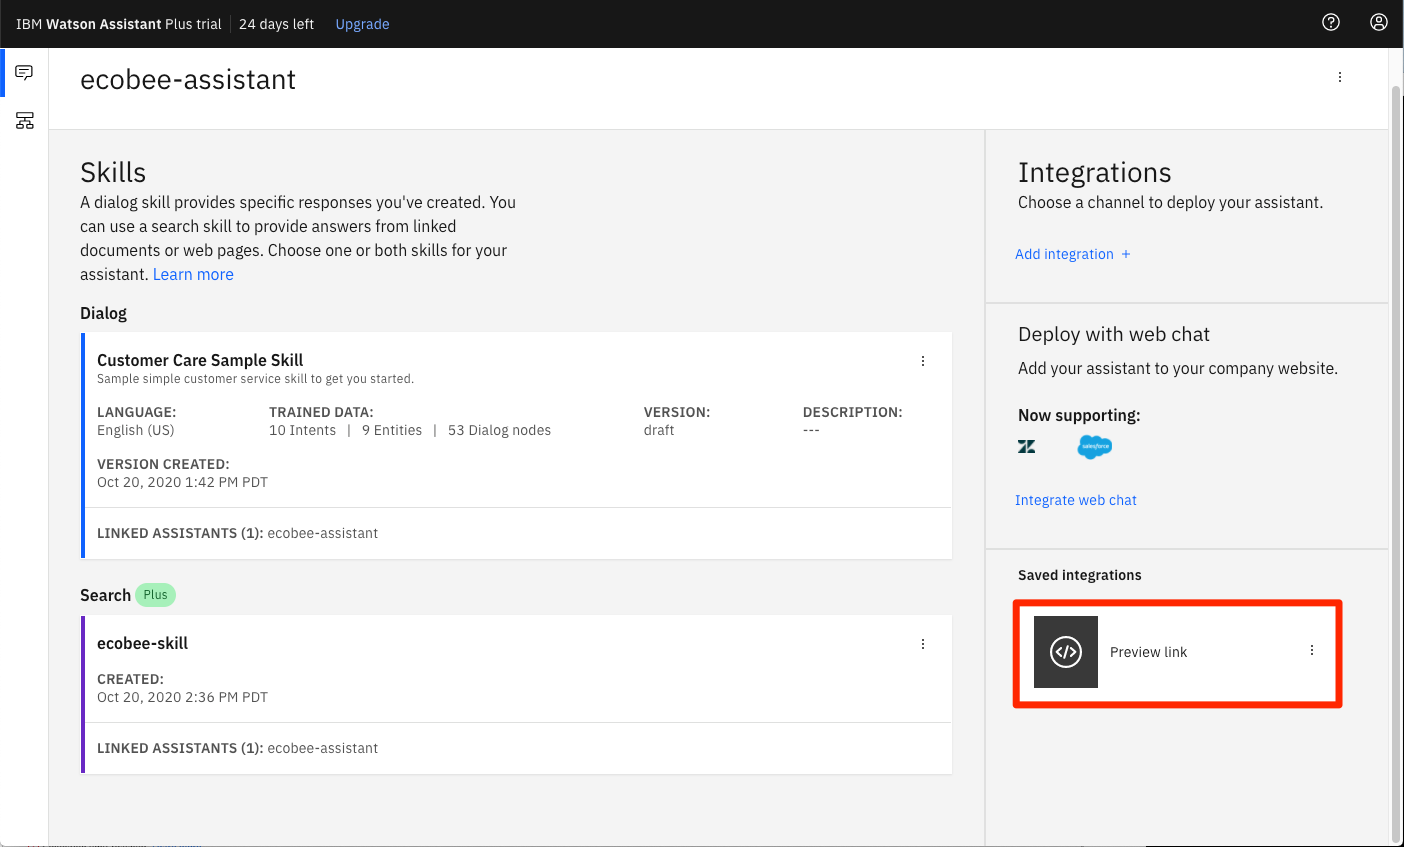 IBM Watson Assistant Plus trial | 24 days left Upgrade
ecobee-assistant
Skills
A dialog skill provides specific responses you've created. You
can use a search skill to provide answers from linked
documents or web pages. Choose one or both skills for your
assistant. Learn more
Dialog
Customer Care Sample Skill
Sample simple customer service skill to get you started.
LANGUAGE: TRAINED DATA: VERSION: DESCRIPTION:
English (US) 10 Intents | 9 Entities | 53 Dialog nodes draft ---
VERSION CREATED:
Oct 20, 2020 1:42 PM PDT
LINKED ASSISTANTS (1): ecobee-assistant
Search Plus
ecobee-skill
CREATED:
Oct 20, 2020 2:36 PM PDT
LINKED ASSISTANTS (1): ecobee-assistant
Integrations
Choose a channel to deploy your assistant.
Add integration +
Deploy with web chat
Add your assistant to your company website.
Now supporting:
salesforce
Integrate web chat
Saved integrations
Preview link